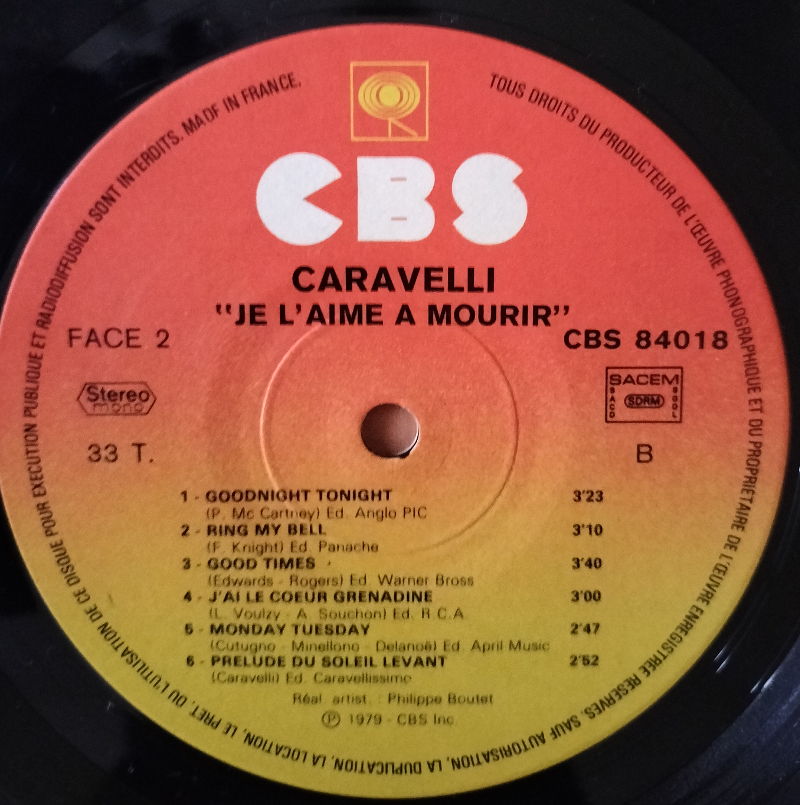 CBS
CARAVELLI
"JE L'AIME A MOURIR"
FACE 2
CBS 84018
Stereo
mono
SACEM
SACD
SDRM
SGDL
33 T.
B
1 - GOODNIGHT TONIGHT 3'23
(P. Mc Cartney) Ed. Anglo PIC
2 - RING MY BELL 3'10
(F. Knight) Ed. Panache
3 - GOOD TIMES 3'40
(Edwards - Rogers) Ed. Warner Bross
4 - J'AI LE COEUR GRENADINE 3'00
(L. Voulzy - A. Souchon) Ed. R.C.A.
5 - MONDAY TUESDAY 2'47
(Cutugno - Minellono - Delanoë) Ed. April Music
6 - PRELUDE DU SOLEIL LEVANT 2'52
(Caravelli) Ed. Caravellissimo
Réal. artist. : Philippe Boutet
℗ 1979 - CBS Inc.
TOUS DROITS DU PRODUCTEUR DE L'ŒUVRE PHONOGRAPHIQUE ET DU PROPRIETAIRE DE L'ŒUVRE ENREGISTREE RESERVES. SAUF AUTORISATION, LA DUPLICATION, LA LOCATION, LE PRET, OU L'UTILISATION DE CE DISQUE POUR EXECUTION PUBLIQUE ET RADIODIFFUSION SONT INTERDITS. MADE IN FRANCE.